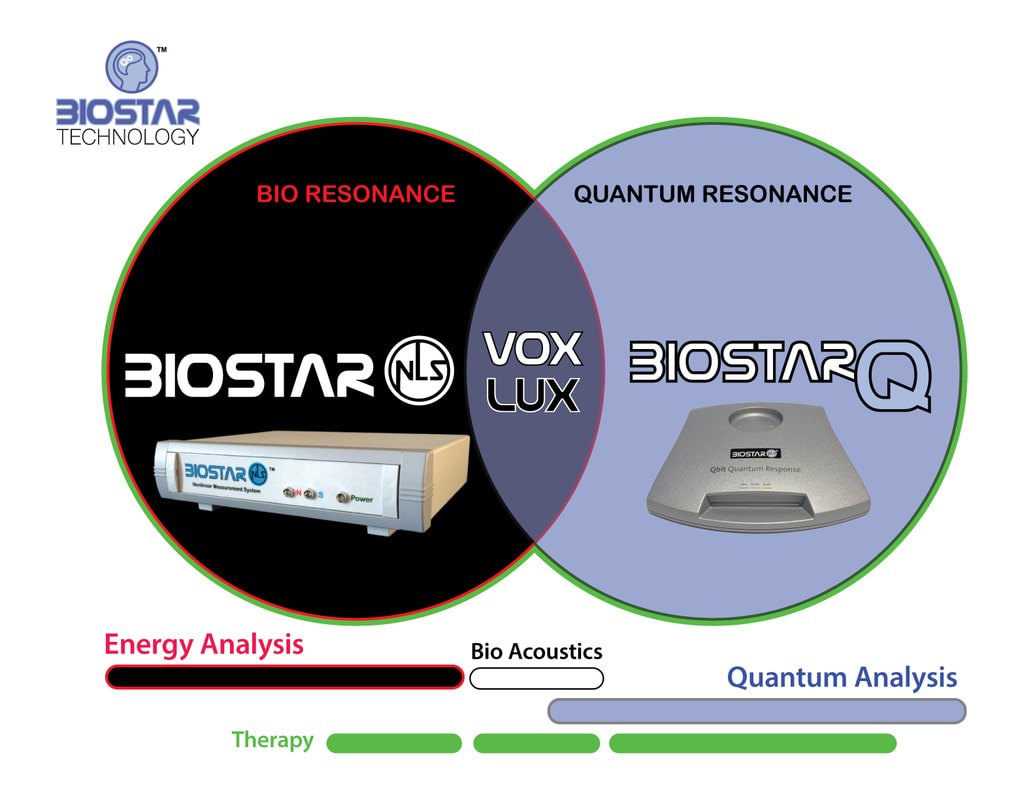 TM
BIOSTAR
TECHNOLOGY
BIO RESONANCE
QUANTUM RESONANCE
BIOSTAR NLS
VOX
LUX
BIOSTAR Q
BIOSTAR NLS TM
Nonlinear Measurement System
N S Power
BIOSTAR
Qbit Quantum Response
Energy Analysis
Bio Acoustics
Quantum Analysis
Therapy